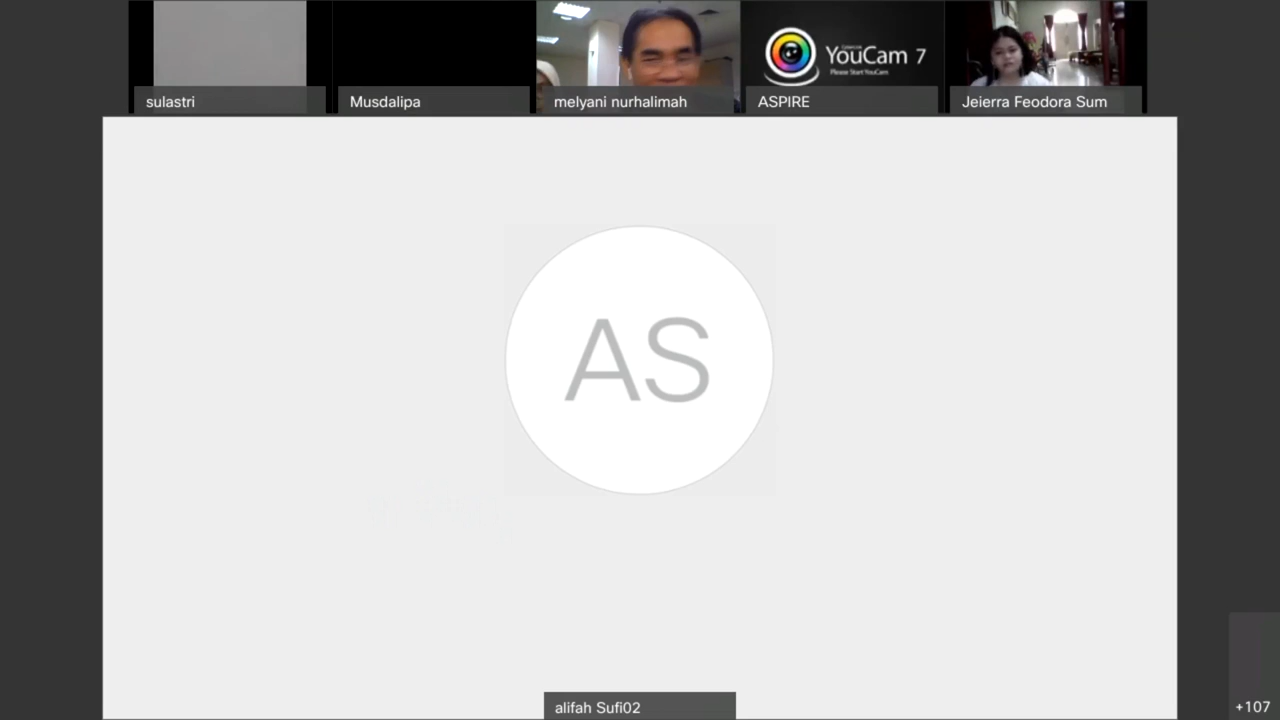 YouCam 7
Please Start YouCam
sulastri
Musdalipa
melyani nurhalimah
ASPIRE
Jeierra Feodora Sum
AS
alifah Sufi02
+107